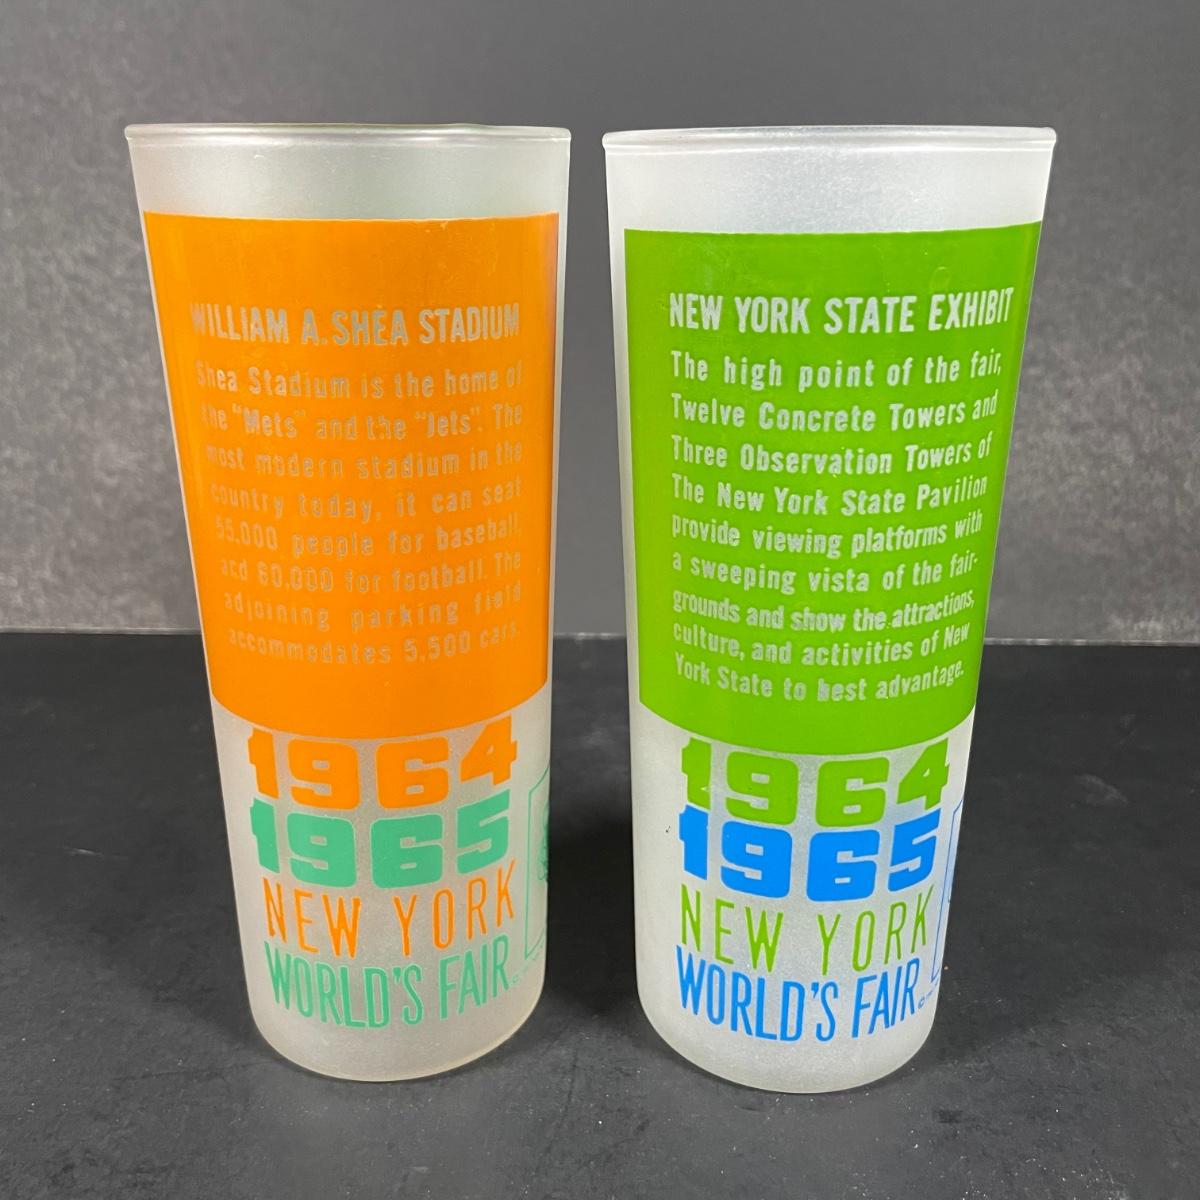 WILLIAM A. SHEA STADIUM
Shea Stadium is the home of
the "Mets" and the "Jets". The
most modern stadium in the
country today, it can seat
55,000 people for baseball,
acd 60,000 for football. The
adjoining parking field
accommodates 5,500 cars.
1964
1965
NEW YORK
WORLD'S FAIR
NEW YORK STATE EXHIBIT
The high point of the fair,
Twelve Concrete Towers and
Three Observation Towers of
The New York State Pavilion
provide viewing platforms with
a sweeping vista of the fair-
grounds and show the attractions,
culture, and activities of New
York State to best advantage.
1964
1965
NEW YORK
WORLD'S FAIR